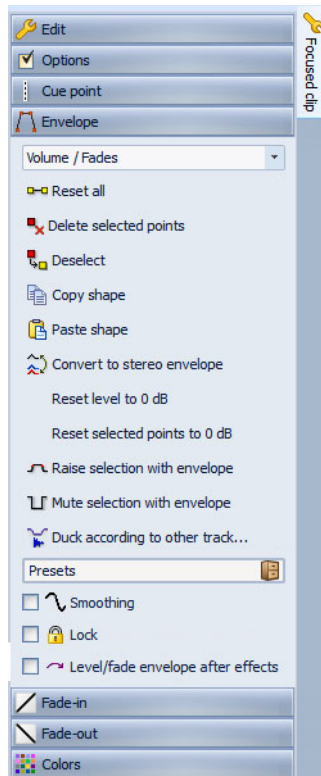 Edit
Focused clip
Options
Cue point
Envelope
Volume / Fades
Reset all
Delete selected points
Deselect
Copy shape
Paste shape
Convert to stereo envelope
Reset level to 0 dB
Reset selected points to 0 dB
Raise selection with envelope
Mute selection with envelope
Duck according to other track...
Presets
Smoothing
Lock
Level/fade envelope after effects
Fade-in
Fade-out
Colors